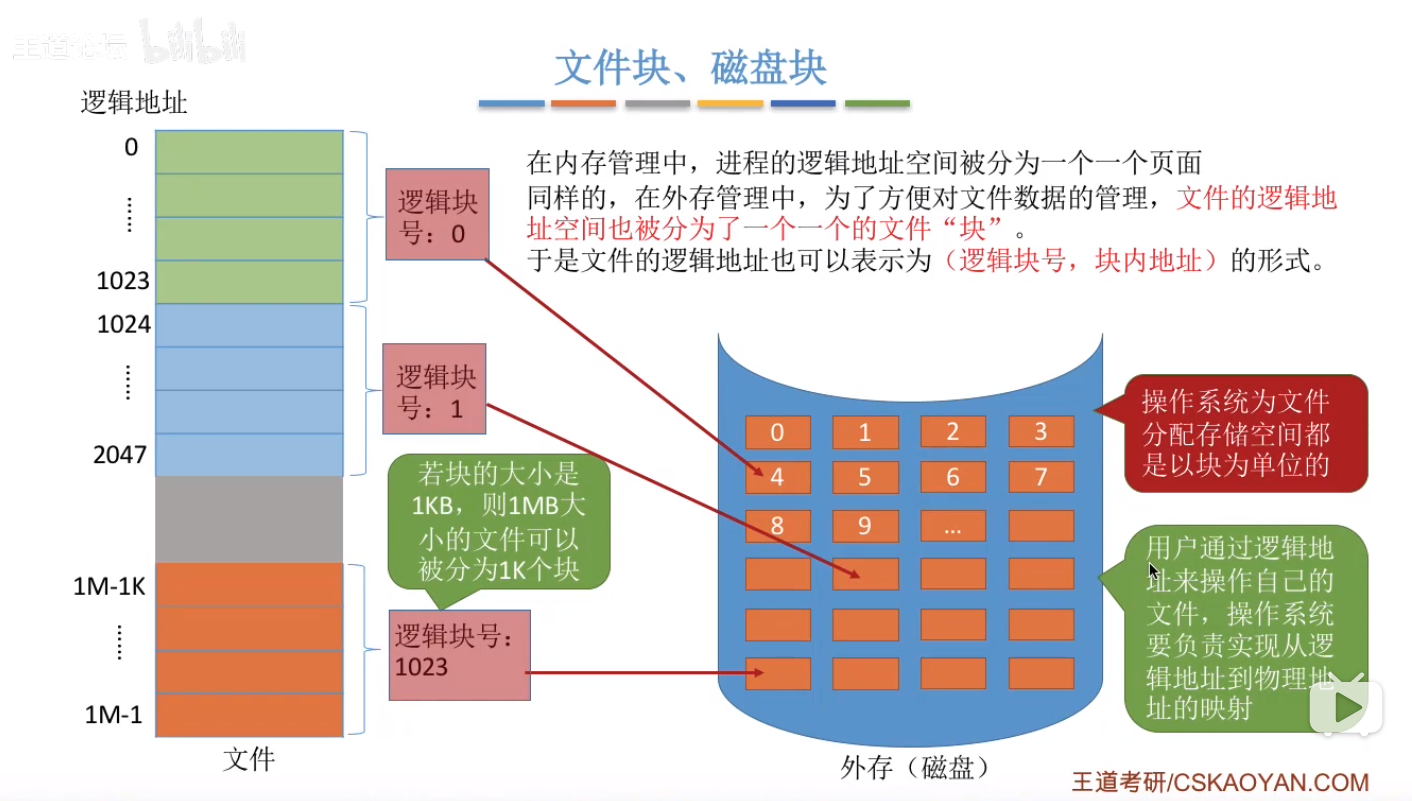 王道论坛 bilibili
文件块、磁盘块
逻辑地址
0
......
1023
1024
......
2047
1M-1K
......
1M-1
文件
逻辑块
号：0
逻辑块
号：1
若块的大小是
1KB，则1MB大
小的文件可以
被分为1K个块
逻辑块号：
1023
在内存管理中，进程的逻辑地址空间被分为一个一个页面
同样的，在外存管理中，为了方便对文件数据的管理，文件的逻辑地
址空间也被分为了一个一个的文件“块”。
于是文件的逻辑地址也可以表示为（逻辑块号，块内地址）的形式。
0 1 2 3
4 5 6 7
8 9 ...
外存（磁盘）
操作系统为文件
分配存储空间都
是以块为单位的
用户通过逻辑地
址来操作自己的
文件，操作系统
要负责实现从逻
辑地址到物理地
址的映射
王道考研/CSKAOYAN.COM